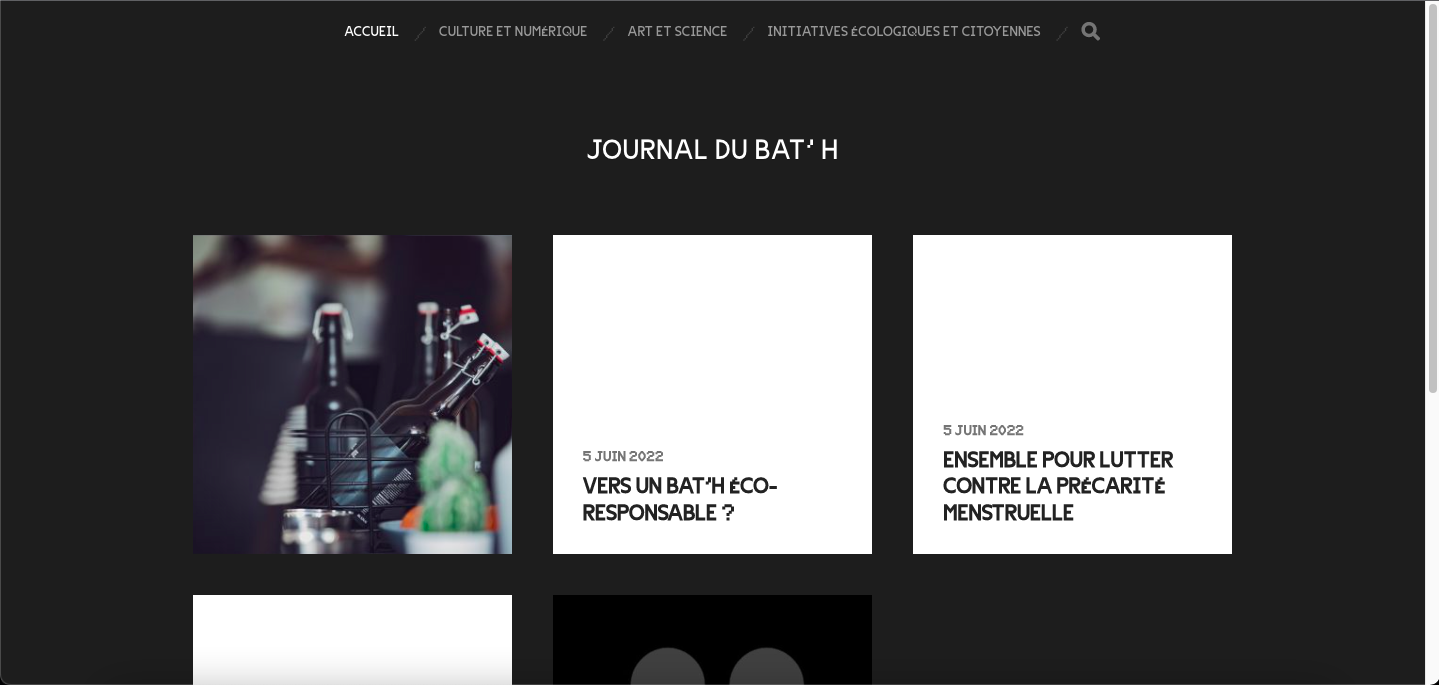 ACCUEIL / CULTURE ET NUMÉRIQUE / ART ET SCIENCE / INITIATIVES ÉCOLOGIQUES ET CITOYENNES /
JOURNAL DU BAT' H
5 JUIN 2022
VERS UN BAT'H ÉCO-
RESPONSABLE ?
5 JUIN 2022
ENSEMBLE POUR LUTTER
CONTRE LA PRÉCARITÉ
MENSTRUELLE